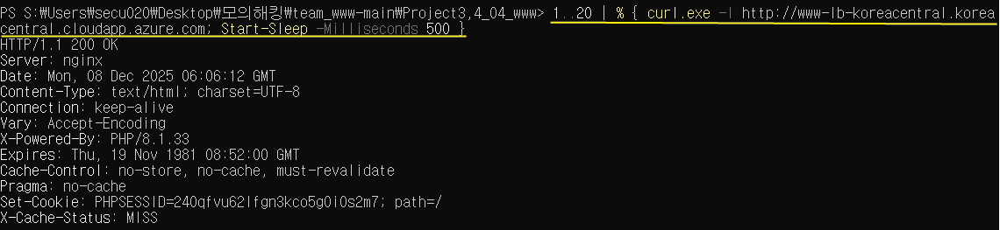 PS S:₩Users₩secu020₩Desktop₩모의해킹₩team_www-main₩Project3,4_04_www> 1..20 | % { curl.exe -I http://www-lb-koreacentral.korea
central.cloudapp.azure.com; Start-Sleep -Milliseconds 500 }
HTTP/1.1 200 OK
Server: nginx
Date: Mon, 08 Dec 2025 06:06:12 GMT
Content-Type: text/html; charset=UTF-8
Connection: keep-alive
Vary: Accept-Encoding
X-Powered-By: PHP/8.1.33
Expires: Thu, 19 Nov 1981 08:52:00 GMT
Cache-Control: no-store, no-cache, must-revalidate
Pragma: no-cache
Set-Cookie: PHPSESSID=240qfvu62lfgn3kco5g0i0s2m7; path=/
X-Cache-Status: MISS